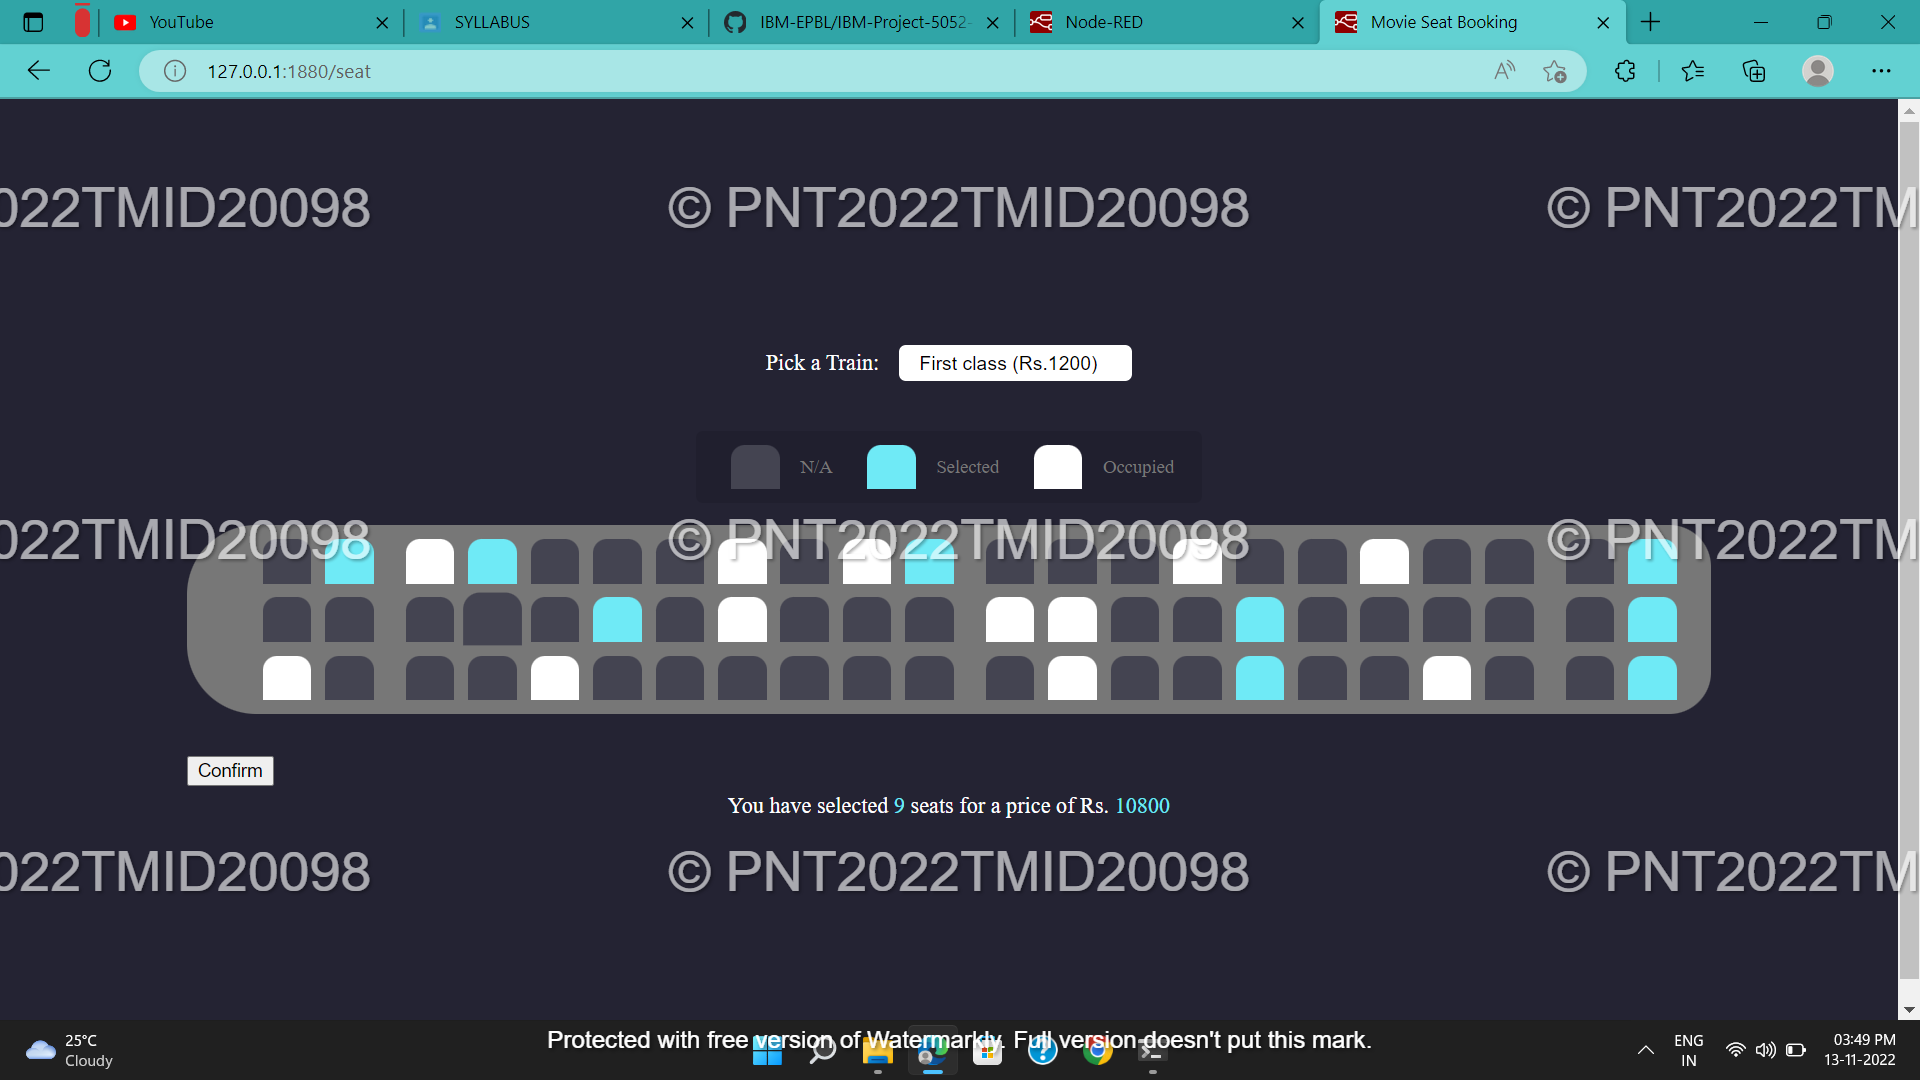 YouTube
SYLLABUS
IBM-EPBL/IBM-Project-5052-
Node-RED
Movie Seat Booking
127.0.0.1:1880/seat
022TMID20098 © PNT2022TMID20098 © PNT2022TM
Pick a Train: First class (Rs.1200)
N/A Selected Occupied
022TMID20098 © PNT2022TMID20098 © PNT2022TM
Confirm
You have selected 9 seats for a price of Rs. 10800
022TMID20098 © PNT2022TMID20098 © PNT2022TM
Protected with free version of Watermarkly. Full version doesn't put this mark.
25°C
Cloudy
ENG
IN
03:49 PM
13-11-2022